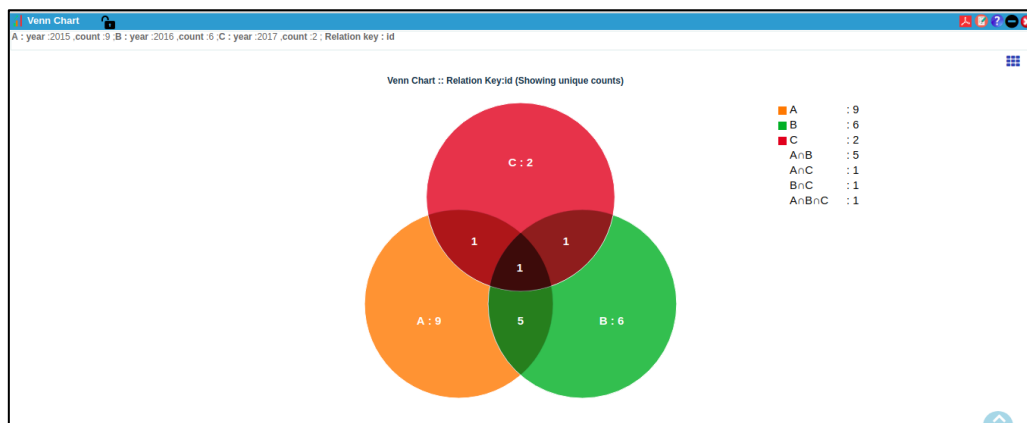 Venn Chart
A : year :2015 ,count :9 ;B : year :2016 ,count :6 ;C : year :2017 ,count :2 ; Relation key : id
Venn Chart :: Relation Key:id (Showing unique counts)
C : 2
1
1
1
A : 9
5
B : 6
A : 9
B : 6
C : 2
A∩B : 5
A∩C : 1
B∩C : 1
A∩B∩C : 1